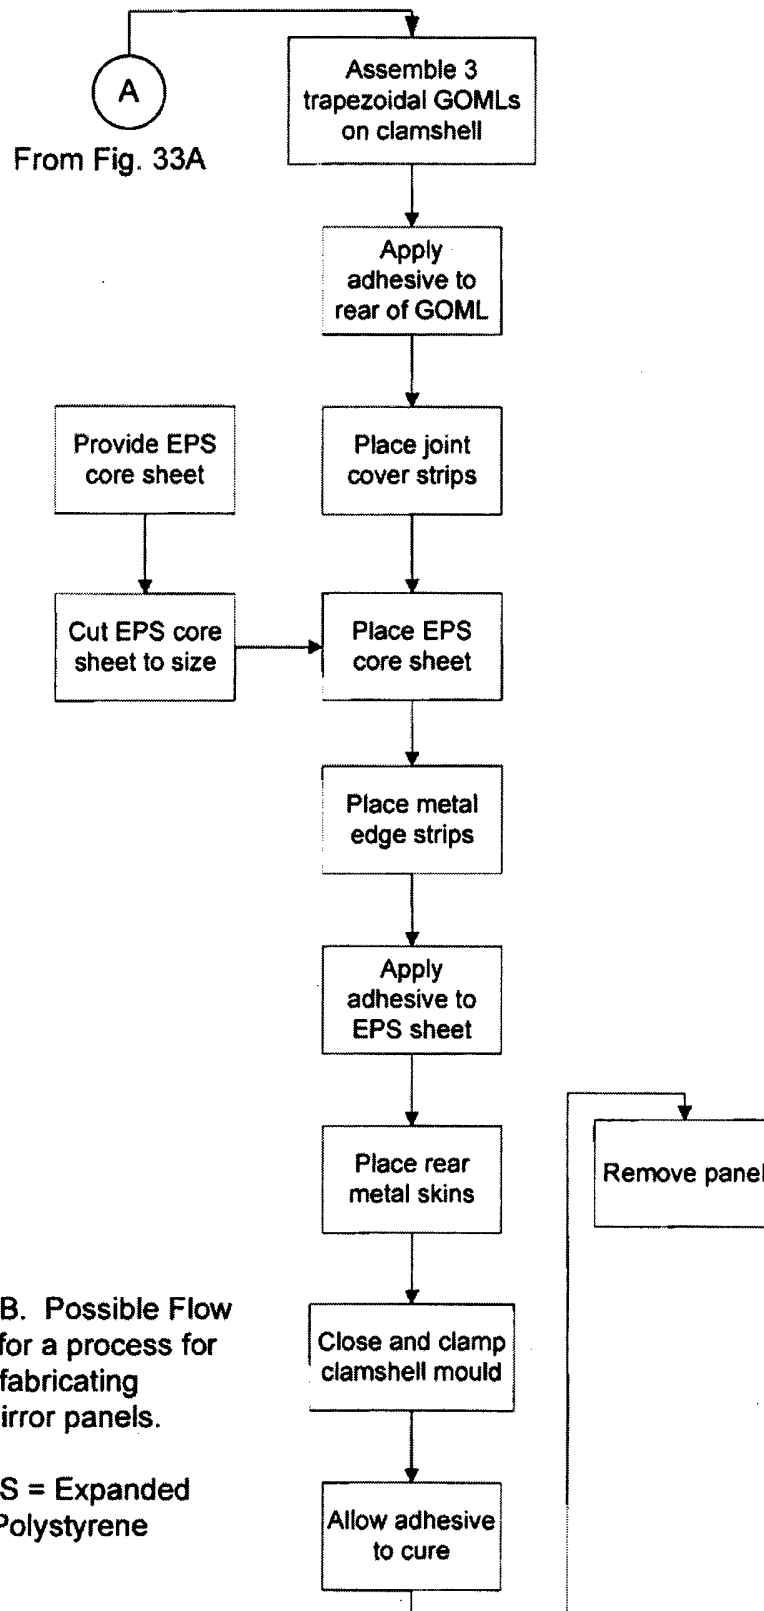 A
From Fig. 33A
Assemble 3
trapezoidal GOMLs
on clamshell
Apply
adhesive to
rear of GOML
Provide EPS
core sheet
Place joint
cover strips
Cut EPS core
sheet to size
Place EPS
core sheet
Place metal
edge strips
Apply
adhesive to
EPS sheet
Place rear
metal skins
Remove panel
Close and clamp
clamshell mould
Allow adhesive
to cure
B. Possible Flow
for a process for
fabricating
irror panels.
S = Expanded
Polystyrene